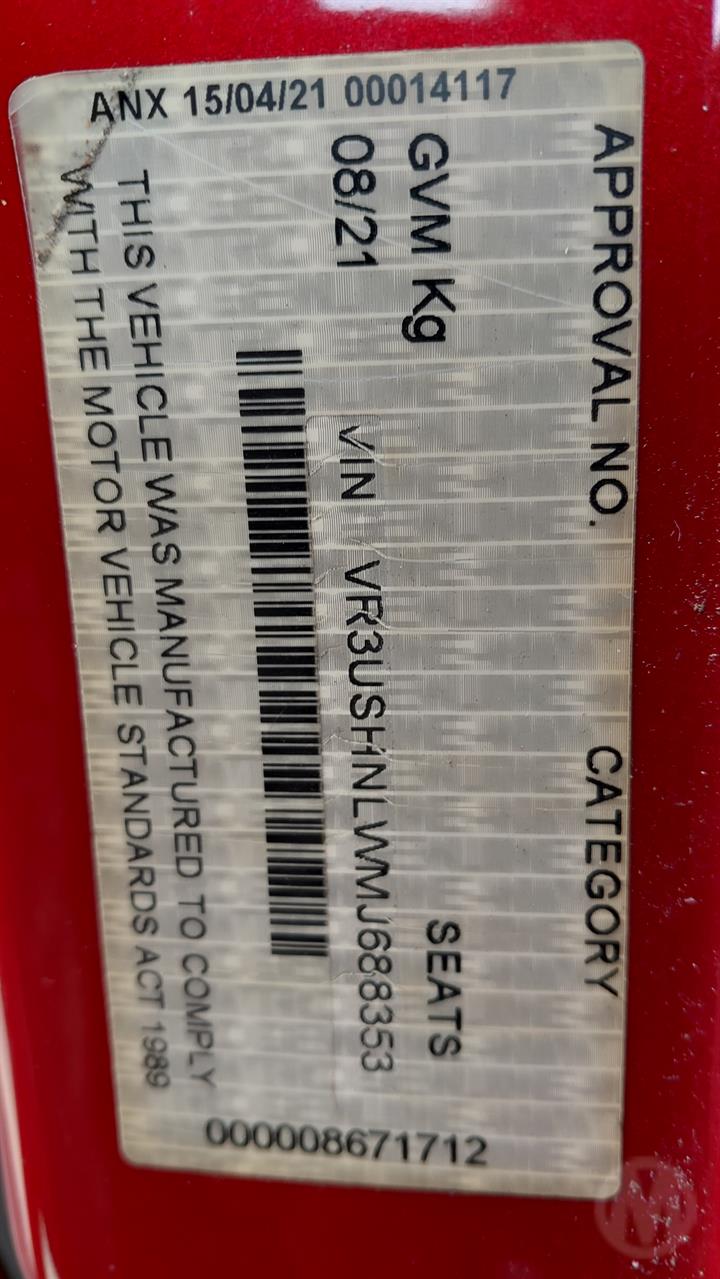 ANX 15/04/21 00014117
APPROVAL NO. CATEGORY
GVM Kg SEATS
08/21
VIN VR3USHNLWMJ688353
THIS VEHICLE WAS MANUFACTURED TO COMPLY
WITH THE MOTOR VEHICLE STANDARDS ACT 1989
000008671712
M